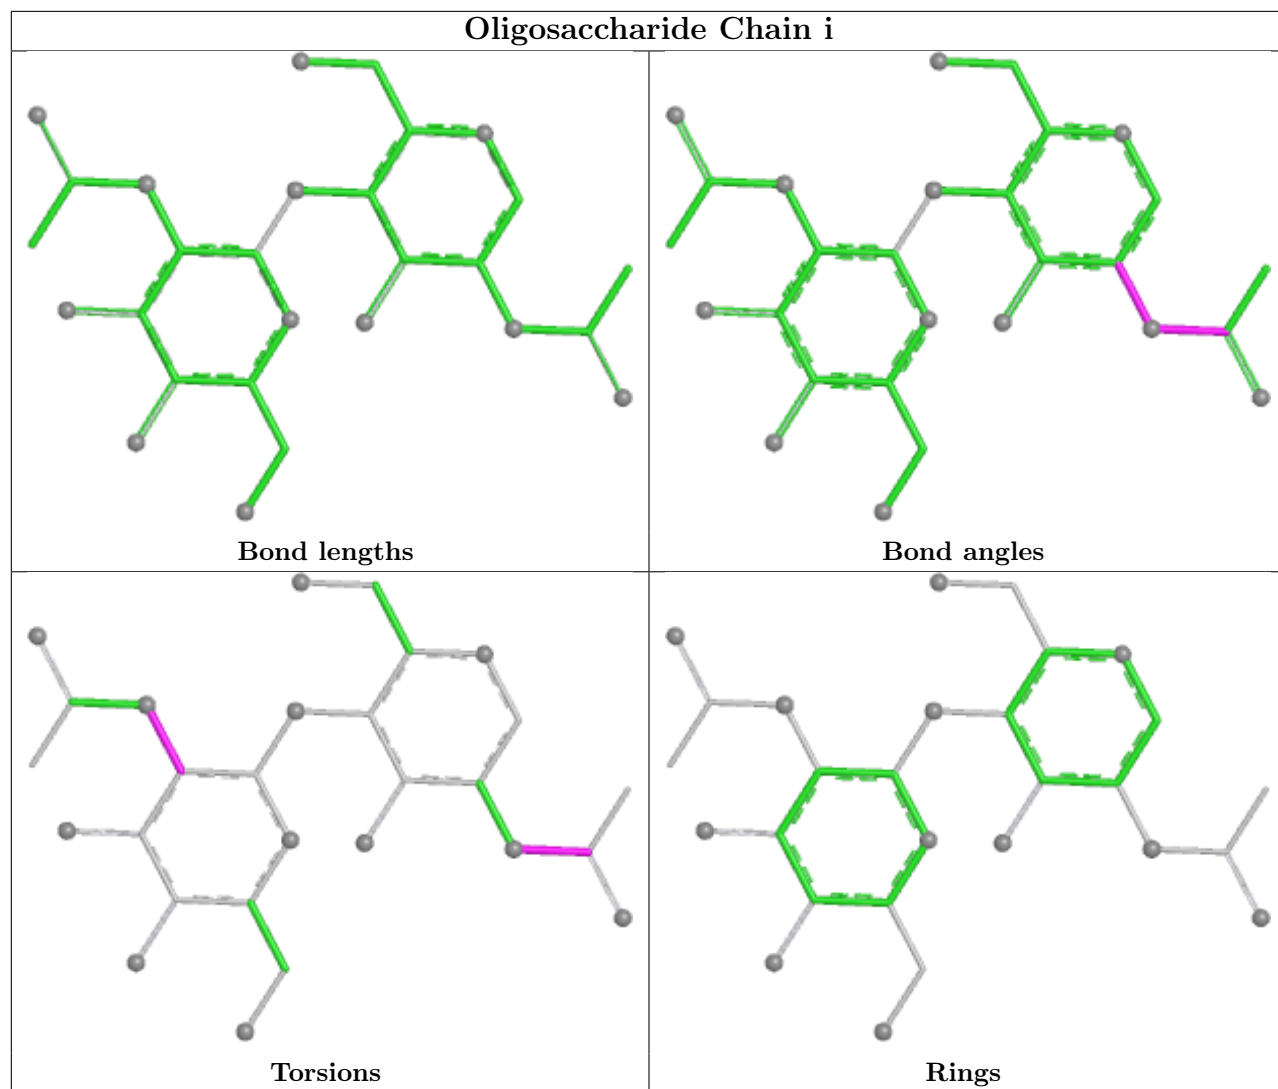 Oligosaccharide Chain i
Bond lengths
Bond angles
Torsions
Rings